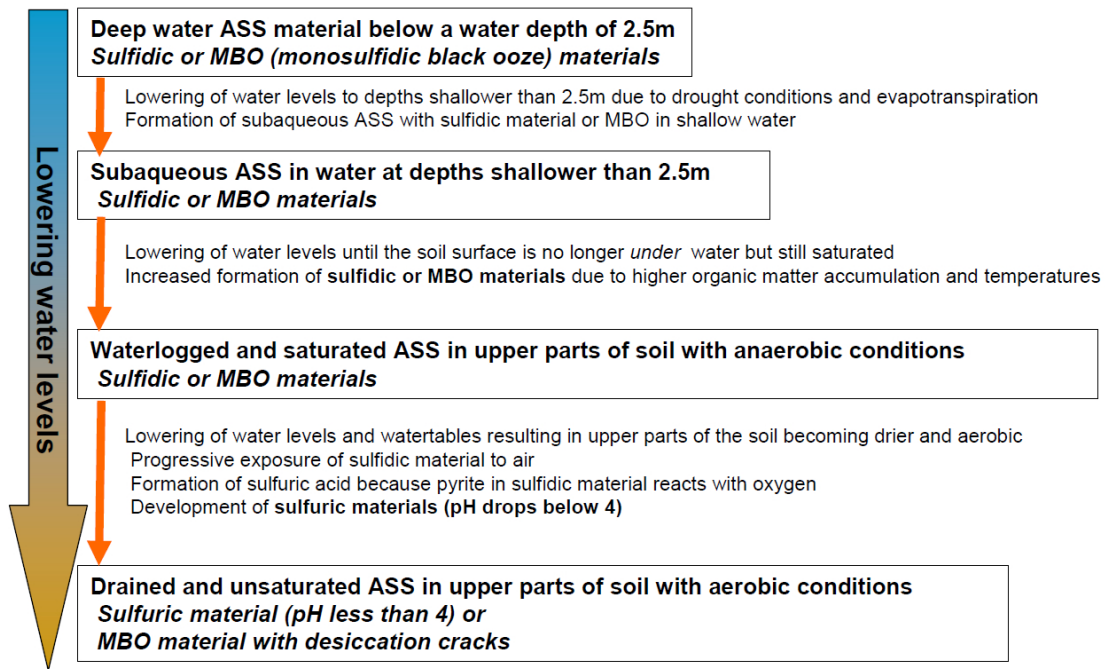 Lowering water levels
Deep water ASS material below a water depth of 2.5m
Sulfidic or MBO (monosulfidic black ooze) materials
Lowering of water levels to depths shallower than 2.5m due to drought conditions and evapotranspiration
Formation of subaqueous ASS with sulfidic material or MBO in shallow water
Subaqueous ASS in water at depths shallower than 2.5m
Sulfidic or MBO materials
Lowering of water levels until the soil surface is no longer under water but still saturated
Increased formation of sulfidic or MBO materials due to higher organic matter accumulation and temperatures
Waterlogged and saturated ASS in upper parts of soil with anaerobic conditions
Sulfidic or MBO materials
Lowering of water levels and watertables resulting in upper parts of the soil becoming drier and aerobic
Progressive exposure of sulfidic material to air
Formation of sulfuric acid because pyrite in sulfidic material reacts with oxygen
Development of sulfuric materials (pH drops below 4)
Drained and unsaturated ASS in upper parts of soil with aerobic conditions
Sulfuric material (pH less than 4) or
MBO material with desiccation cracks